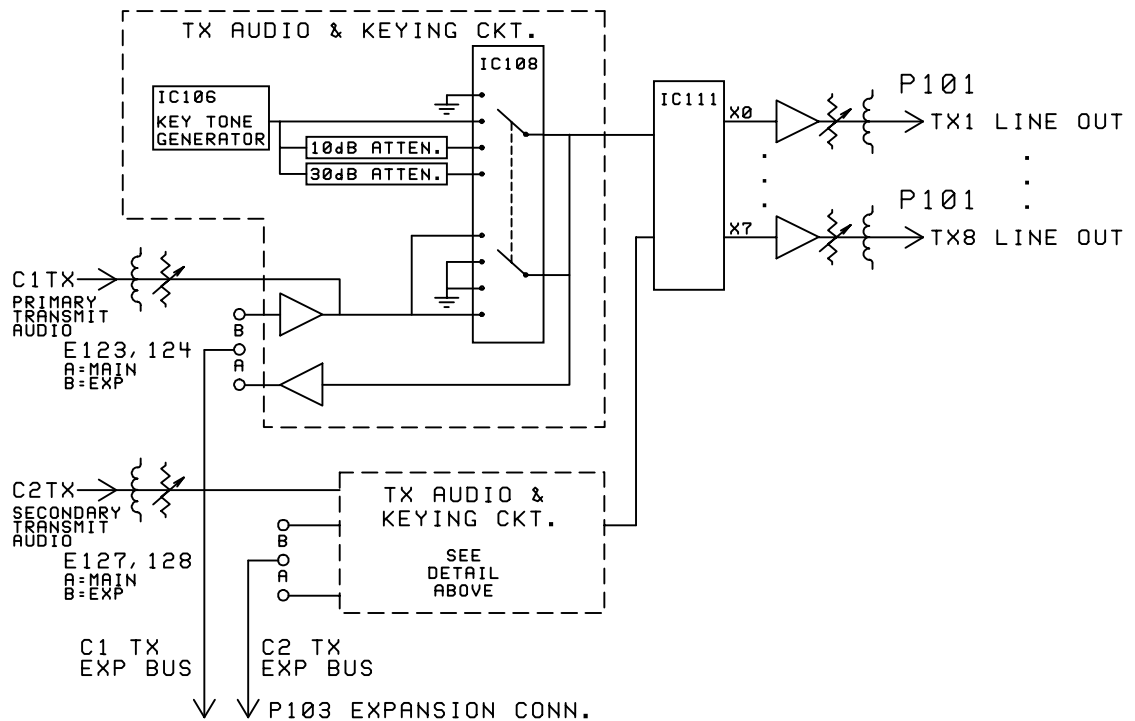 TX AUDIO & KEYING CKT.
IC108
IC106
KEY TONE
GENERATOR
10dB ATTEN.
30dB ATTEN.
IC111
X0
X7
P101
TX1 LINE OUT
P101
TX8 LINE OUT
C1TX
PRIMARY
TRANSMIT
AUDIO
E123, 124
A=MAIN
B=EXP
B
A
C2TX
SECONDARY
TRANSMIT
AUDIO
E127, 128
A=MAIN
B=EXP
B
A
TX AUDIO &
KEYING CKT.
SEE
DETAIL
ABOVE
C1 TX
EXP BUS
C2 TX
EXP BUS
P103 EXPANSION CONN.